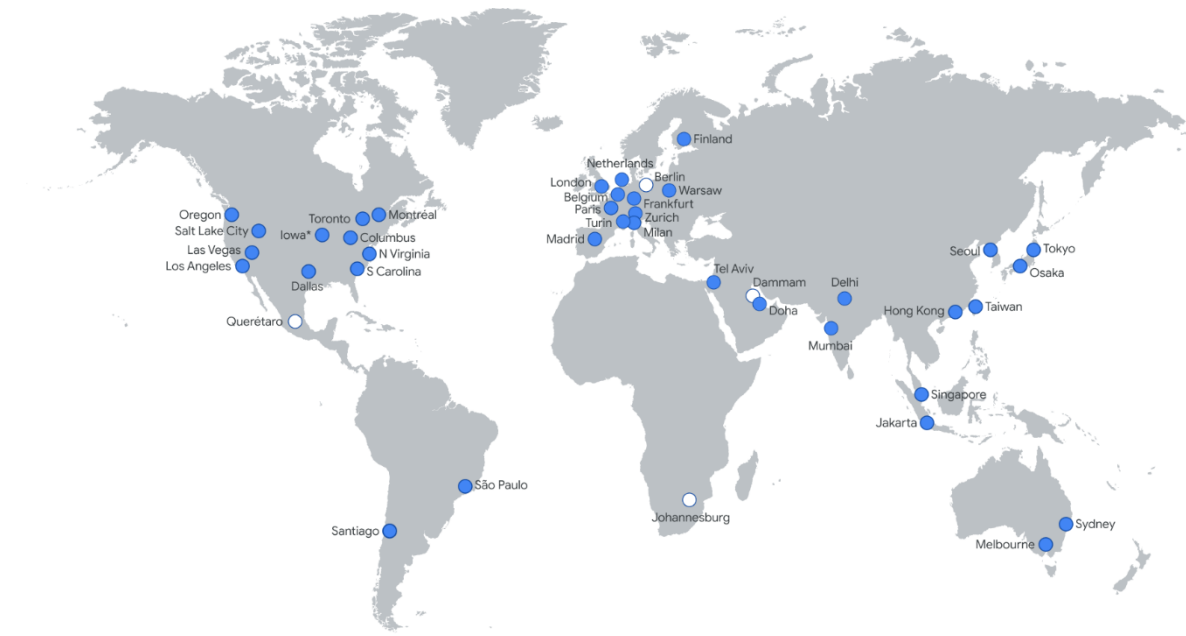 Finland
Netherlands
London
Berlin
Belgium
Warsaw
Paris
Frankfurt
Zurich
Turin
Milan
Madrid
Oregon
Toronto
Montréal
Salt Lake City
Iowa*
Columbus
Las Vegas
N Virginia
Los Angeles
S Carolina
Dallas
Querétaro
Seoul
Tokyo
Osaka
Tel Aviv
Dammam
Doha
Delhi
Mumbai
Hong Kong
Taiwan
Singapore
Jakarta
São Paulo
Santiago
Johannesburg
Sydney
Melbourne